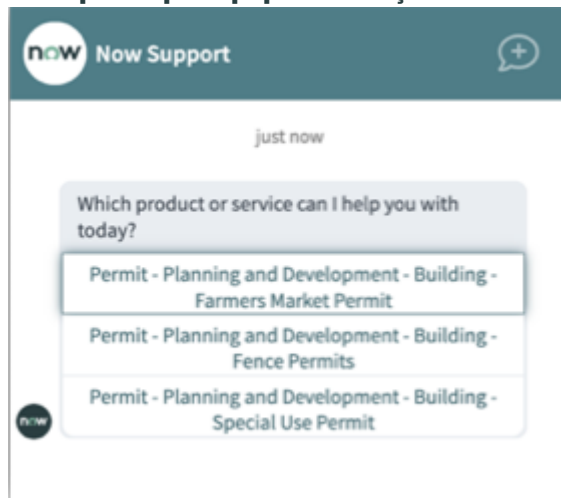 now Now Support
just now
Which product or service can I help you with
today?
Permit - Planning and Development - Building -
Farmers Market Permit
Permit - Planning and Development - Building -
Fence Permits
Permit - Planning and Development - Building -
Special Use Permit
now